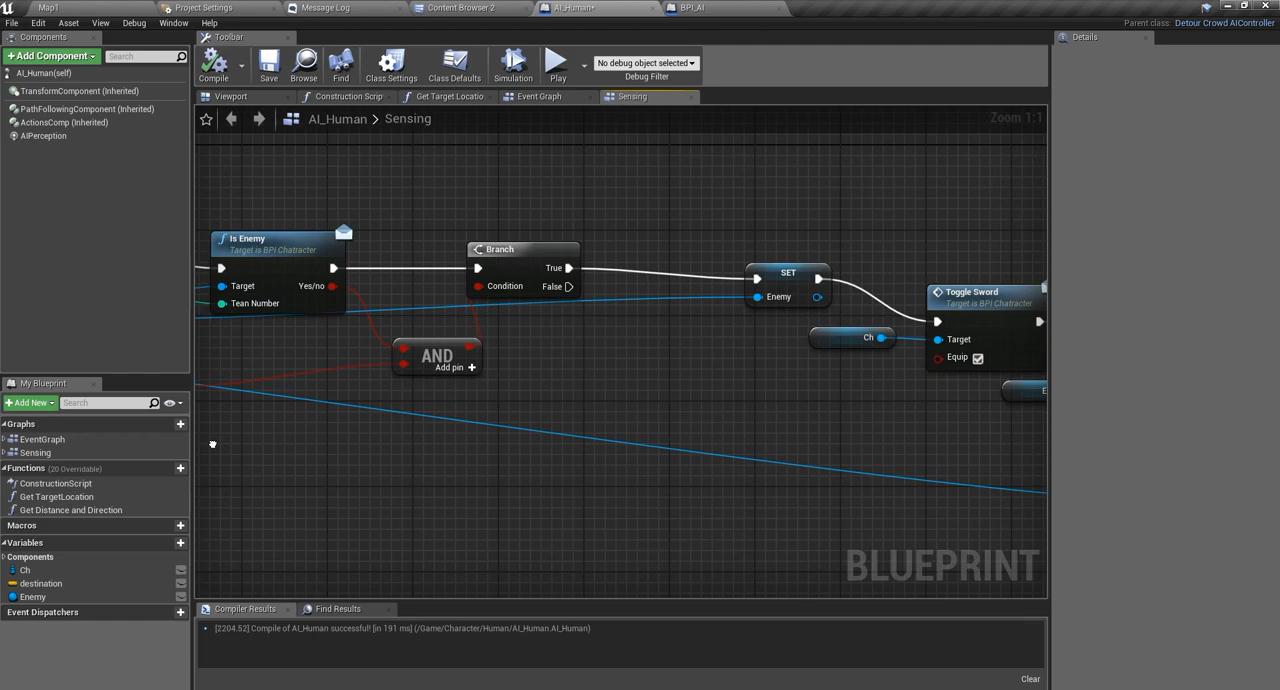 Map1
Project Settings
Message Log
Content Browser 2
AI_Human*
BPI_AI
File
Edit
Asset
View
Debug
Window
Help
Parent class:
Detour Crowd AIController
Components
Add Component
Search
AI_Human(self)
TransformComponent (Inherited)
PathFollowingComponent (Inherited)
ActionsComp (Inherited)
AIPerception
Toolbar
Compile
Save
Browse
Find
Class Settings
Class Defaults
Simulation
Play
No debug object selected
Debug Filter
Details
Viewport
Construction Scrip
Get Target Locatio
Event Graph
Sensing
AI_Human > Sensing
Zoom 1:1
Is Enemy
Target is BPI Chatracter
Target
Yes/no
Tean Number
Branch
True
Condition
False
AND
Add pin
SET
Enemy
Ch
Toggle Sword
Target is BPI Chatracter
Target
Equip
E
BLUEPRINT
My Blueprint
Add New
Search
Graphs
EventGraph
Sensing
Functions (20 Overridable)
ConstructionScript
Get TargetLocation
Get Distance and Direction
Macros
Variables
Components
Ch
destination
Enemy
Event Dispatchers
Compiler Results
Find Results
[2204.52] Compile of AI_Human successful! [in 191 ms] (/Game/Character/Human/AI_Human.AI_Human)
Clear